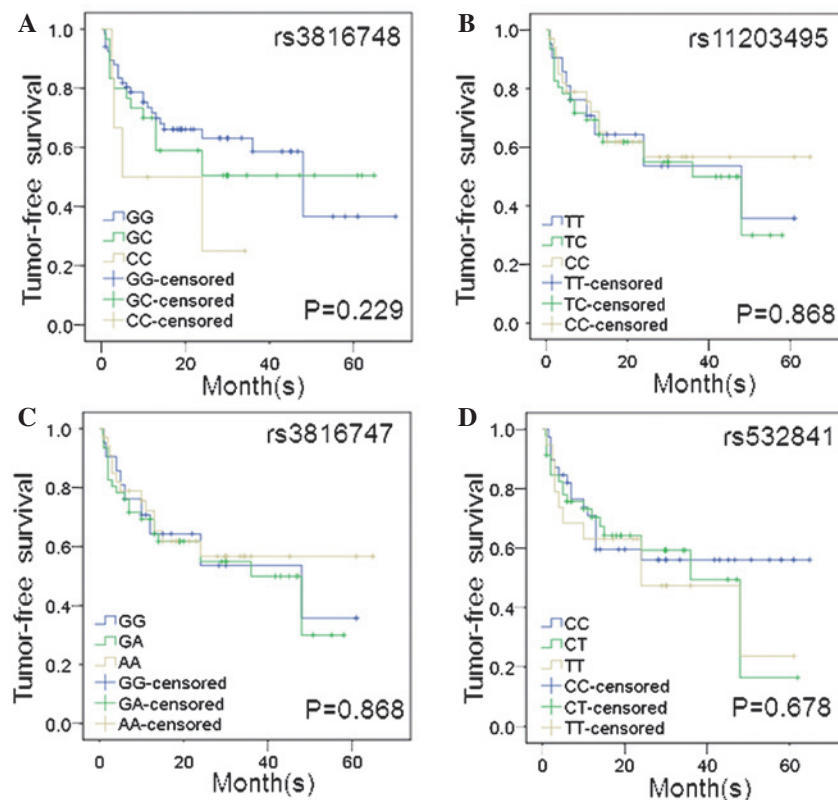 A
rs3816748
Tumor-free survival
1.0
0.8
0.6
0.4
0.2
0.0
GG
GC
CC
GG-censored
GC-censored
CC-censored
P=0.229
0
20
40
60
Month(s)
B
rs11203495
Tumor-free survival
1.0
0.8
0.6
0.4
0.2
0.0
TT
TC
CC
TT-censored
TC-censored
CC-censored
P=0.868
0
20
40
60
Month(s)
C
rs3816747
Tumor-free survival
1.0
0.8
0.6
0.4
0.2
0.0
GG
GA
AA
GG-censored
GA-censored
AA-censored
P=0.868
0
20
40
60
Month(s)
D
rs532841
Tumor-free survival
1.0
0.8
0.6
0.4
0.2
0.0
CC
CT
TT
CC-censored
CT-censored
TT-censored
P=0.678
0
20
40
60
Month(s)